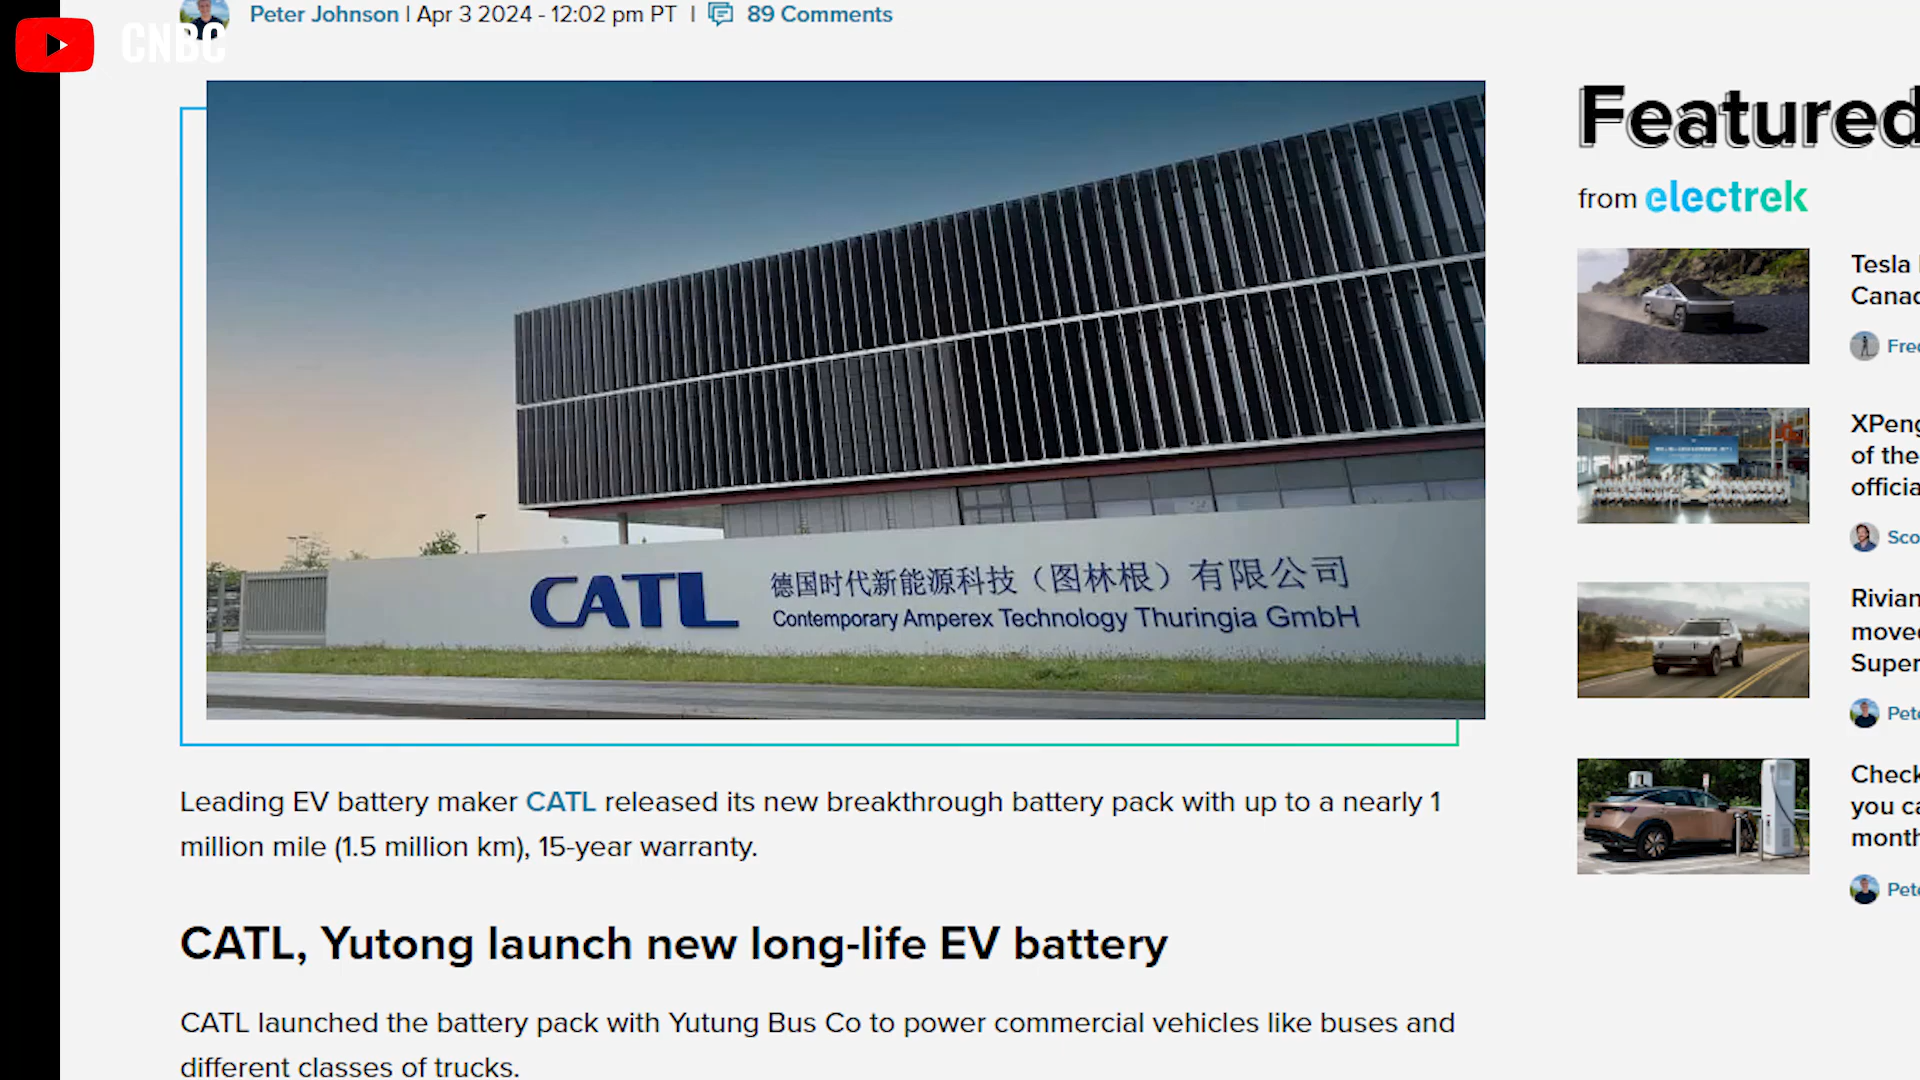 CNBC
Peter Johnson | Apr 3 2024 - 12:02 pm PT | 89 Comments
CATL
德国时代新能源科技（图林根）有限公司
Contemporary Amperex Technology Thuringia GmbH
Leading EV battery maker CATL released its new breakthrough battery pack with up to a nearly 1
million mile (1.5 million km), 15-year warranty.
CATL, Yutong launch new long-life EV battery
CATL launched the battery pack with Yutung Bus Co to power commercial vehicles like buses and
different classes of trucks.
Featured
from electrek
Tesla
Canad
Fred
XPeng
of the
officia
Sco
Rivian
moved
Super
Pete
Check
you ca
month
Pete